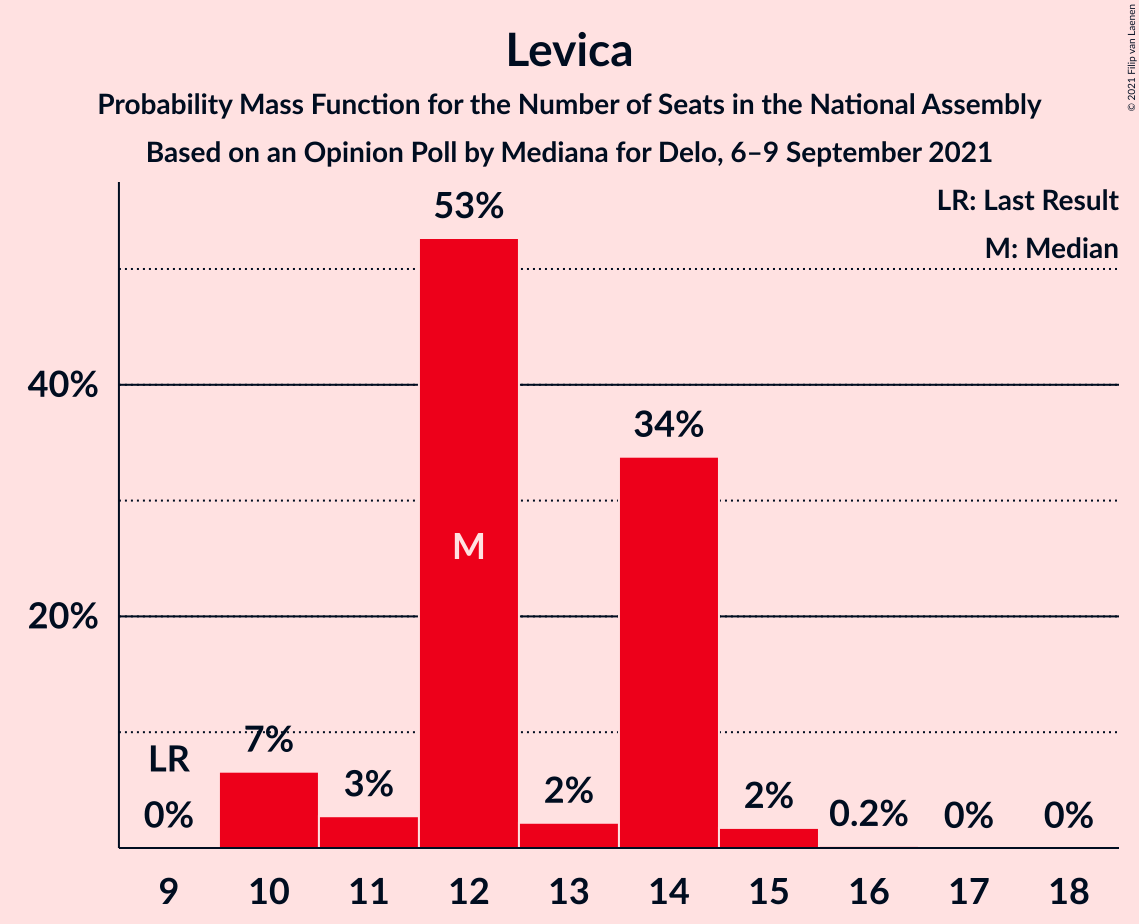 Levica
Probability Mass Function for the Number of Seats in the National Assembly
Based on an Opinion Poll by Mediana for Delo, 6–9 September 2021
© 2021 Filip van Laenen
LR: Last Result
M: Median
53%
40%
34%
M
20%
7%
LR
3%
2%
2%
0%
0.2%
0%
0%
9 10 11 12 13 14 15 16 17 18